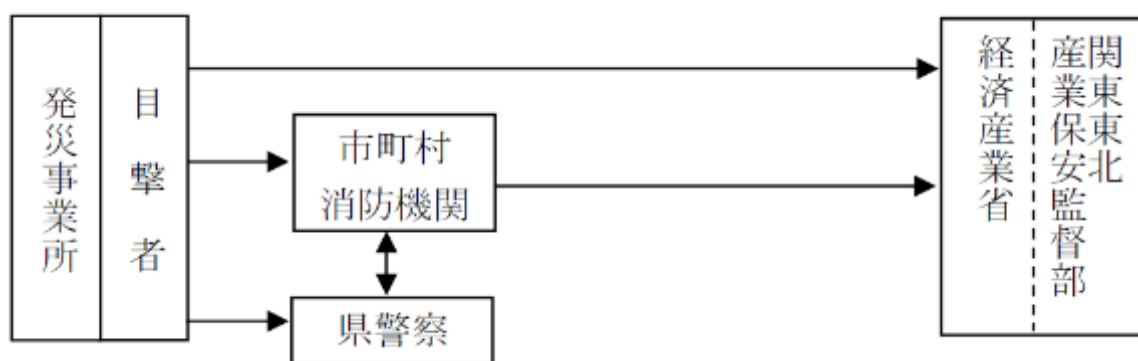 発災事業所
目撃者
市町村
消防機関
県警察
経済産業省
関東東北
産業保安監督部